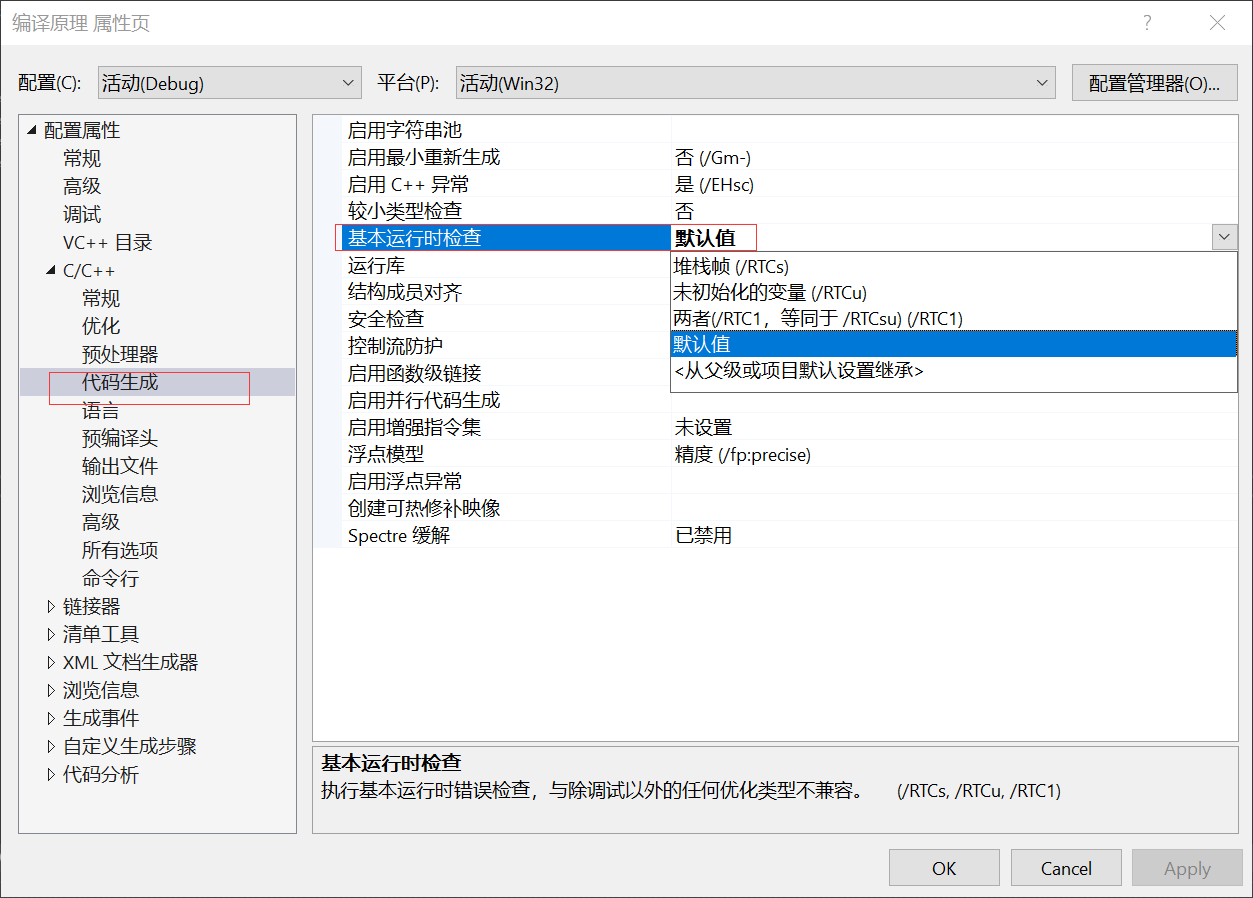 编译原理 属性页
配置(C): 活动(Debug) 平台(P): 活动(Win32) 配置管理器(O)...
配置属性
常规
高级
调试
VC++ 目录
C/C++
常规
优化
预处理器
代码生成
语言
预编译头
输出文件
浏览信息
高级
所有选项
命令行
链接器
清单工具
XML 文档生成器
浏览信息
生成事件
自定义生成步骤
代码分析
启用字符串池
启用最小重新生成 否 (/Gm-)
启用 C++ 异常 是 (/EHsc)
较小类型检查 否
基本运行时检查 默认值
运行库
结构成员对齐
安全检查
控制流防护
启用函数级链接
启用并行代码生成
启用增强指令集 未设置
浮点模型 精度 (/fp:precise)
启用浮点异常
创建可热修补映像
Spectre 缓解 已禁用
堆栈帧 (/RTCs)
未初始化的变量 (/RTCu)
两者(/RTC1，等同于 /RTCsu) (/RTC1)
默认值
<从父级或项目默认设置继承>
基本运行时检查
执行基本运行时错误检查，与除调试以外的任何优化类型不兼容。 (/RTCs, /RTCu, /RTC1)
OK Cancel Apply